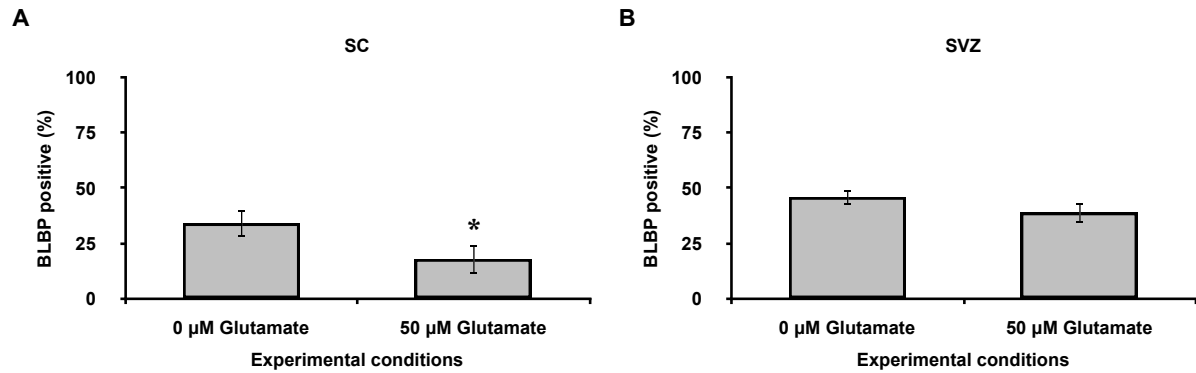 A
SC
BLBP positive (%)
100
75
50
25
0
*
0 µM Glutamate
50 µM Glutamate
Experimental conditions
B
SVZ
BLBP positive (%)
100
75
50
25
0
0 µM Glutamate
50 µM Glutamate
Experimental conditions